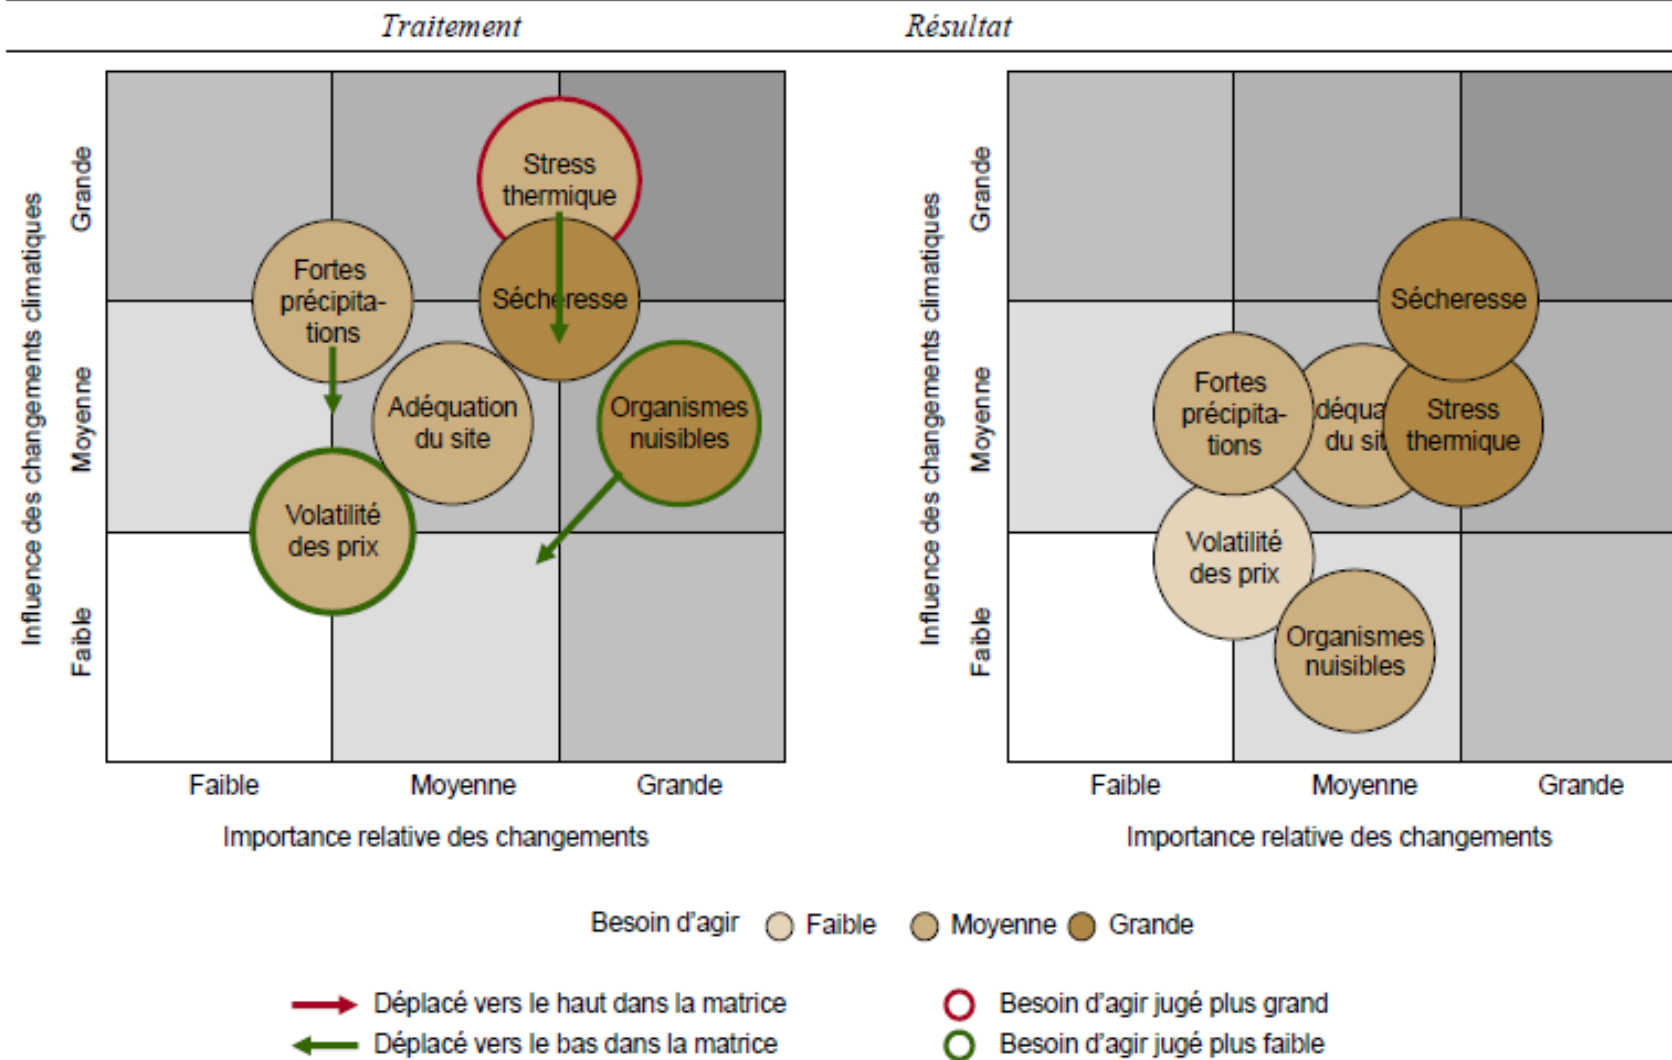 Traitement
Résultat
Influence des changements climatiques
Grande
Moyenne
Faible
Stress
thermique
Fortes
précipita-
tions
Sécheresse
Adéquation
du site
Organismes
nuisibles
Volatilité
des prix
Faible
Moyenne
Grande
Importance relative des changements
Influence des changements climatiques
Grande
Moyenne
Faible
Sécheresse
Fortes
précipita-
tions
déqua
du sit
Stress
thermique
Volatilité
des prix
Organismes
nuisibles
Faible
Moyenne
Grande
Importance relative des changements
Besoin d'agir
Faible
Moyenne
Grande
Déplacé vers le haut dans la matrice
Besoin d'agir jugé plus grand
Déplacé vers le bas dans la matrice
Besoin d'agir jugé plus faible